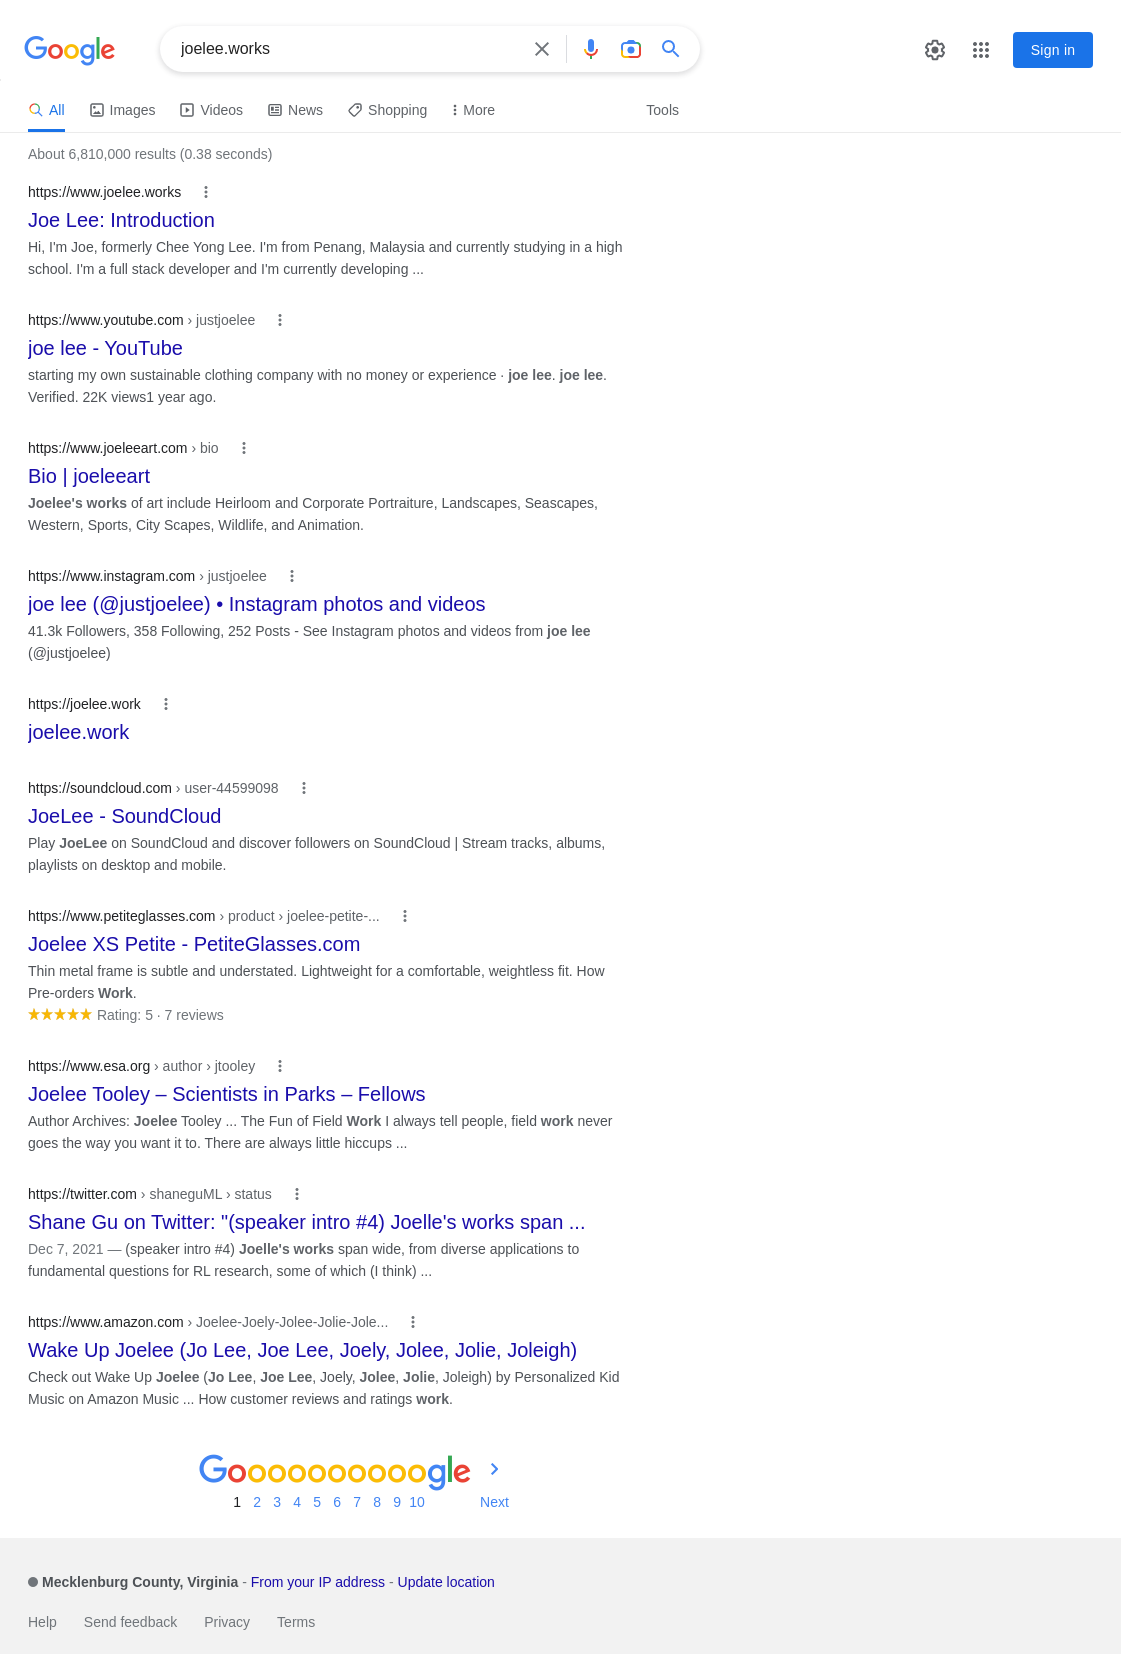 Google
joelee.works
Sign in
All Images Videos News Shopping More Tools
About 6,810,000 results (0.38 seconds)
https://www.joelee.works
Joe Lee: Introduction
Hi, I'm Joe, formerly Chee Yong Lee. I'm from Penang, Malaysia and currently studying in a high
school. I'm a full stack developer and I'm currently developing ...
https://www.youtube.com › justjoelee
joe lee - YouTube
starting my own sustainable clothing company with no money or experience · joe lee. joe lee.
Verified. 22K views1 year ago.
https://www.joeleeart.com › bio
Bio | joeleeart
Joelee's works of art include Heirloom and Corporate Portraiture, Landscapes, Seascapes,
Western, Sports, City Scapes, Wildlife, and Animation.
https://www.instagram.com › justjoelee
joe lee (@justjoelee) • Instagram photos and videos
41.3k Followers, 358 Following, 252 Posts - See Instagram photos and videos from joe lee
(@justjoelee)
https://joelee.work
joelee.work
https://soundcloud.com › user-44599098
JoeLee - SoundCloud
Play JoeLee on SoundCloud and discover followers on SoundCloud | Stream tracks, albums,
playlists on desktop and mobile.
https://www.petiteglasses.com › product › joelee-petite-...
Joelee XS Petite - PetiteGlasses.com
Thin metal frame is subtle and understated. Lightweight for a comfortable, weightless fit. How
Pre-orders Work.
Rating: 5 · 7 reviews
https://www.esa.org › author › jtooley
Joelee Tooley – Scientists in Parks – Fellows
Author Archives: Joelee Tooley ... The Fun of Field Work I always tell people, field work never
goes the way you want it to. There are always little hiccups ...
https://twitter.com › shaneguML › status
Shane Gu on Twitter: "(speaker intro #4) Joelle's works span ...
Dec 7, 2021 — (speaker intro #4) Joelle's works span wide, from diverse applications to
fundamental questions for RL research, some of which (I think) ...
https://www.amazon.com › Joelee-Joely-Jolee-Jolie-Jole...
Wake Up Joelee (Jo Lee, Joe Lee, Joely, Jolee, Jolie, Joleigh)
Check out Wake Up Joelee (Jo Lee, Joe Lee, Joely, Jolee, Jolie, Joleigh) by Personalized Kid
Music on Amazon Music ... How customer reviews and ratings work.
Goooooooooogle
1 2 3 4 5 6 7 8 9 10 Next
Mecklenburg County, Virginia - From your IP address - Update location
Help Send feedback Privacy Terms